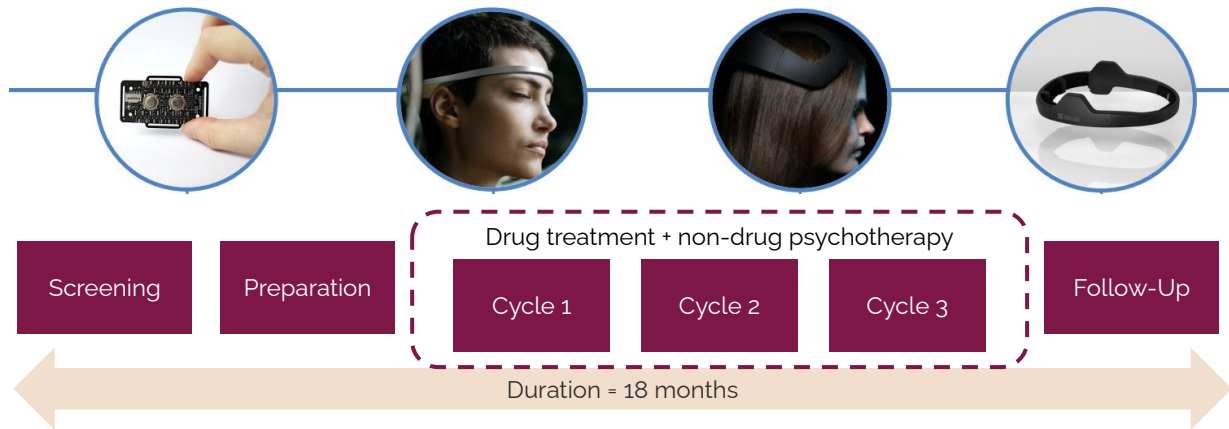 Drug treatment + non-drug psychotherapy
Screening
Preparation
Cycle 1
Cycle 2
Cycle 3
Follow-Up
Duration = 18 months